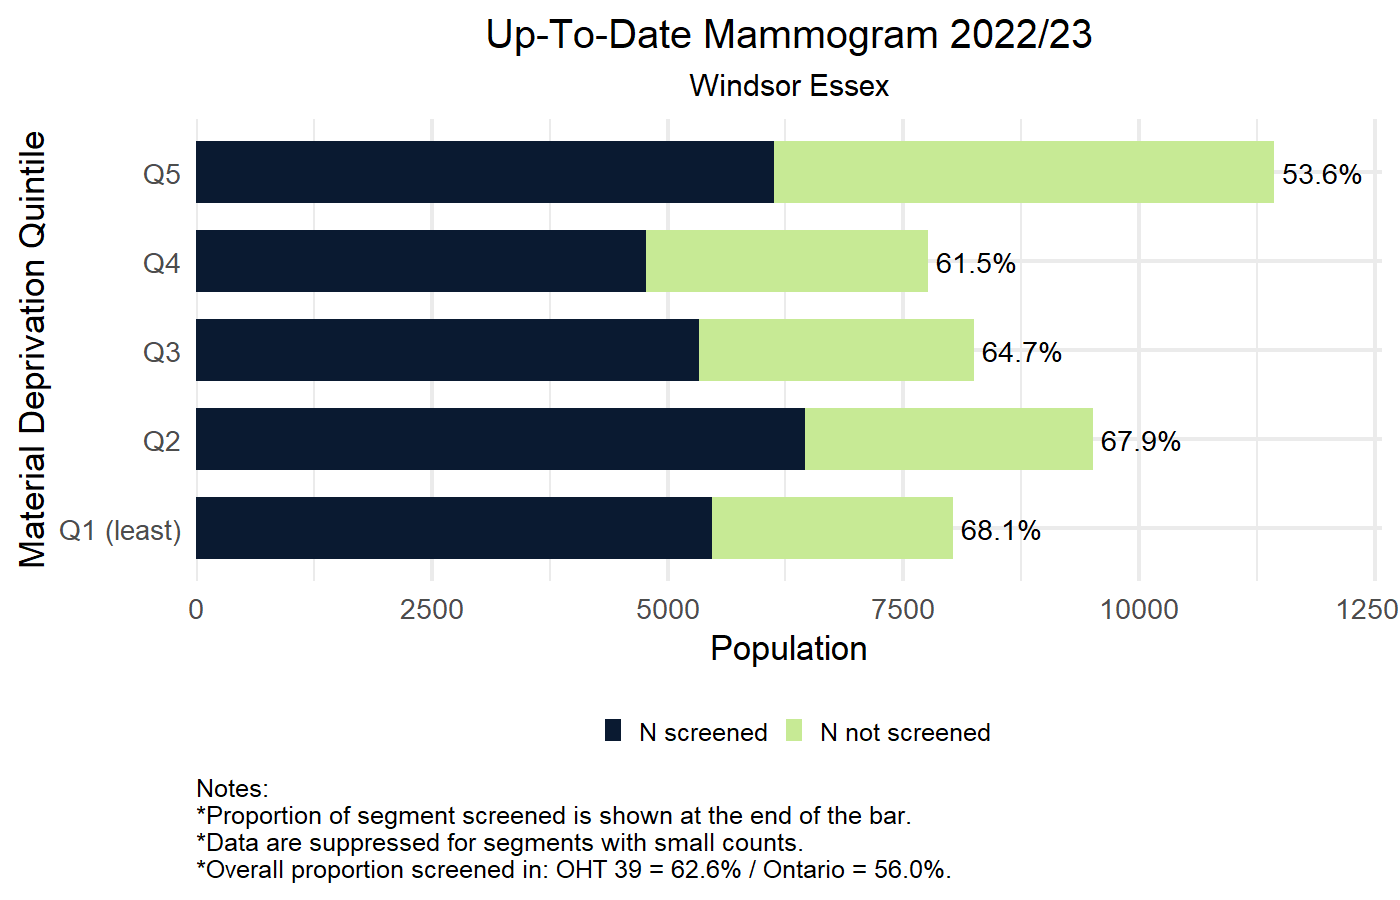 Up-To-Date Mammogram 2022/23
Windsor Essex
Material Deprivation Quintile
Q5
53.6%
Q4
61.5%
Q3
64.7%
Q2
67.9%
Q1 (least)
68.1%
0 2500 5000 7500 10000 1250
Population
N screened N not screened
Notes:
*Proportion of segment screened is shown at the end of the bar.
*Data are suppressed for segments with small counts.
*Overall proportion screened in: OHT 39 = 62.6% / Ontario = 56.0%.